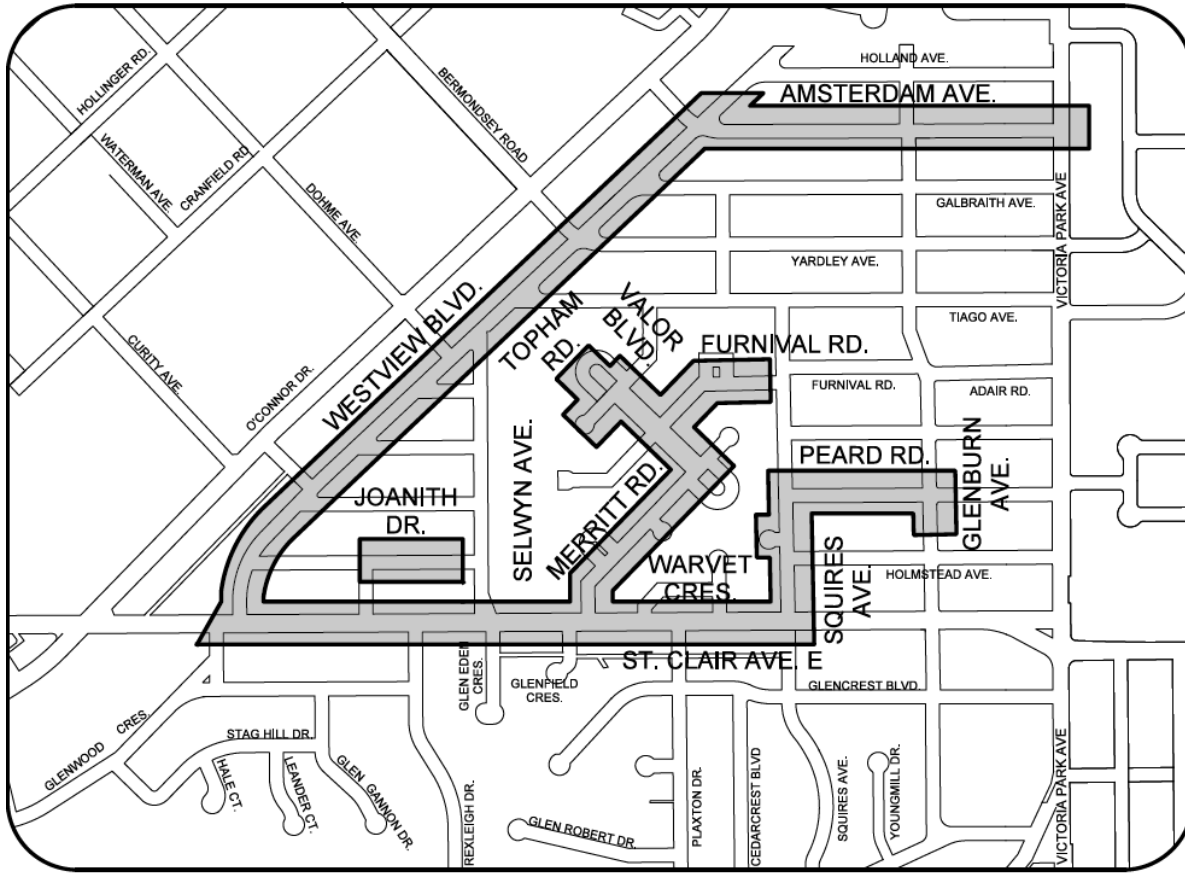 HOLLINGER RD.
BERMONDSEY ROAD
HOLLAND AVE.
AMSTERDAM AVE.
WATERMAN AVE.
CRANFIELD RD
DOHME AVE.
GALBRAITH AVE.
VICTORIA PARK AVE
YARDLEY AVE.
WESTVIEW BLVD.
TOPHAM
RD.
VALOR
BLVD.
TIAGO AVE.
CURITY AVE.
O'CONNOR DR.
FURNIVAL RD.
FURNIVAL RD.
ADAIR RD.
SELWYN AVE.
MERRITT RD.
PEARD RD.
GLENBURN
AVE.
JOANITH
DR.
WARVET
CRES.
SQUIRES
AVE.
HOLMSTEAD AVE.
ST. CLAIR AVE. E
GLEN EDEN
CRES.
GLENFIELD
CRES.
GLENCREST BLVD.
GLENWOOD CRES.
STAG HILL DR.
HALE CT.
LEANDER CT.
GLEN GANNON DR.
REXLEIGH DR.
GLEN ROBERT DR.
PLAXTON DR.
CEDARCREST BLVD
SQUIRES AVE.
YOUNGMILL DR.
VICTORIA PARK AVE